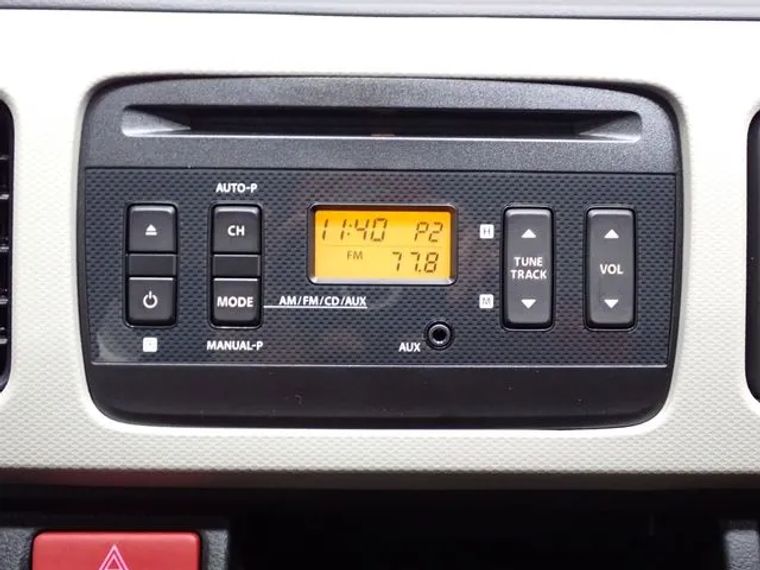 AUTO-P
CH
MODE
AM/FM/CD/AUX
MANUAL-P
11:40 P2
FM 77.8
H
M
AUX
TUNE
TRACK
VOL